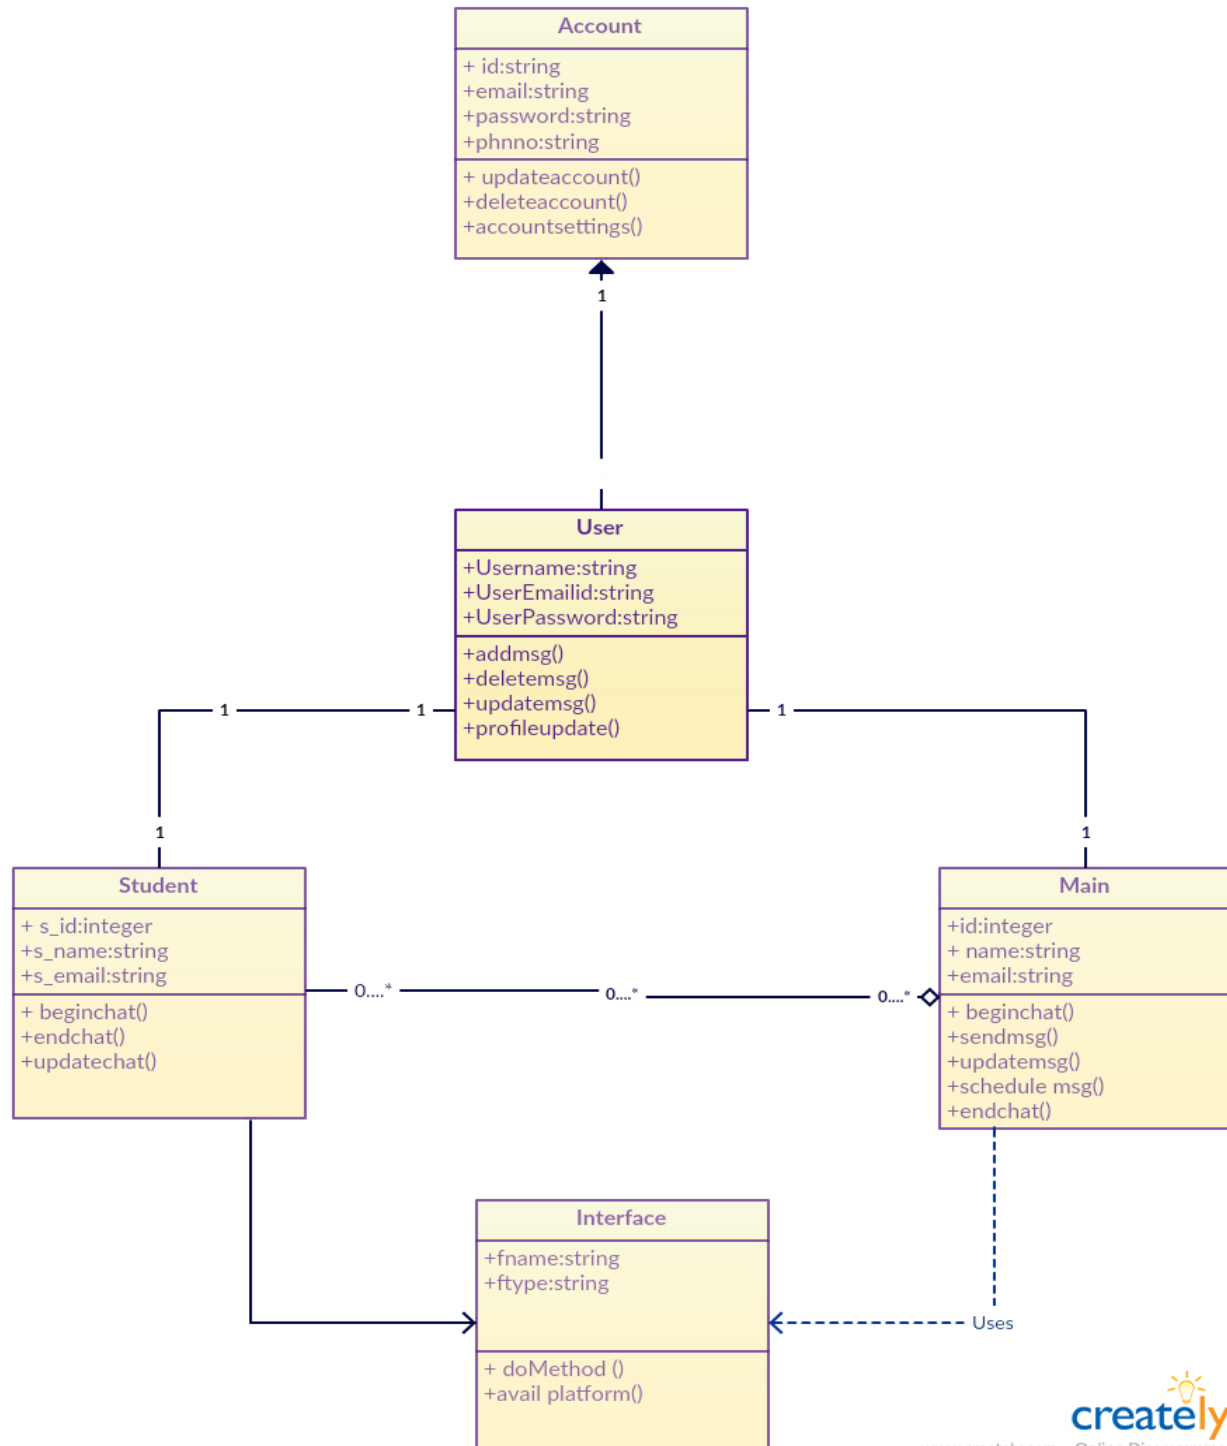 Account
+ id:string
+email:string
+password:string
+phnno:string
+ updateaccount()
+deleteaccount()
+accountsettings()
1
User
+Username:string
+UserEmailid:string
+UserPassword:string
+addmsg()
+deletemsg()
+updatemsg()
+profileupdate()
1
1
1
1
1
Student
+ s_id:integer
+s_name:string
+s_email:string
+ beginchat()
+endchat()
+updatechat()
Main
+id:integer
+ name:string
+email:string
+ beginchat()
+sendmsg()
+updatemsg()
+schedule msg()
+endchat()
0....*
0....*
0....*
Interface
+fname:string
+ftype:string
+ doMethod ()
+avail platform()
Uses
creately